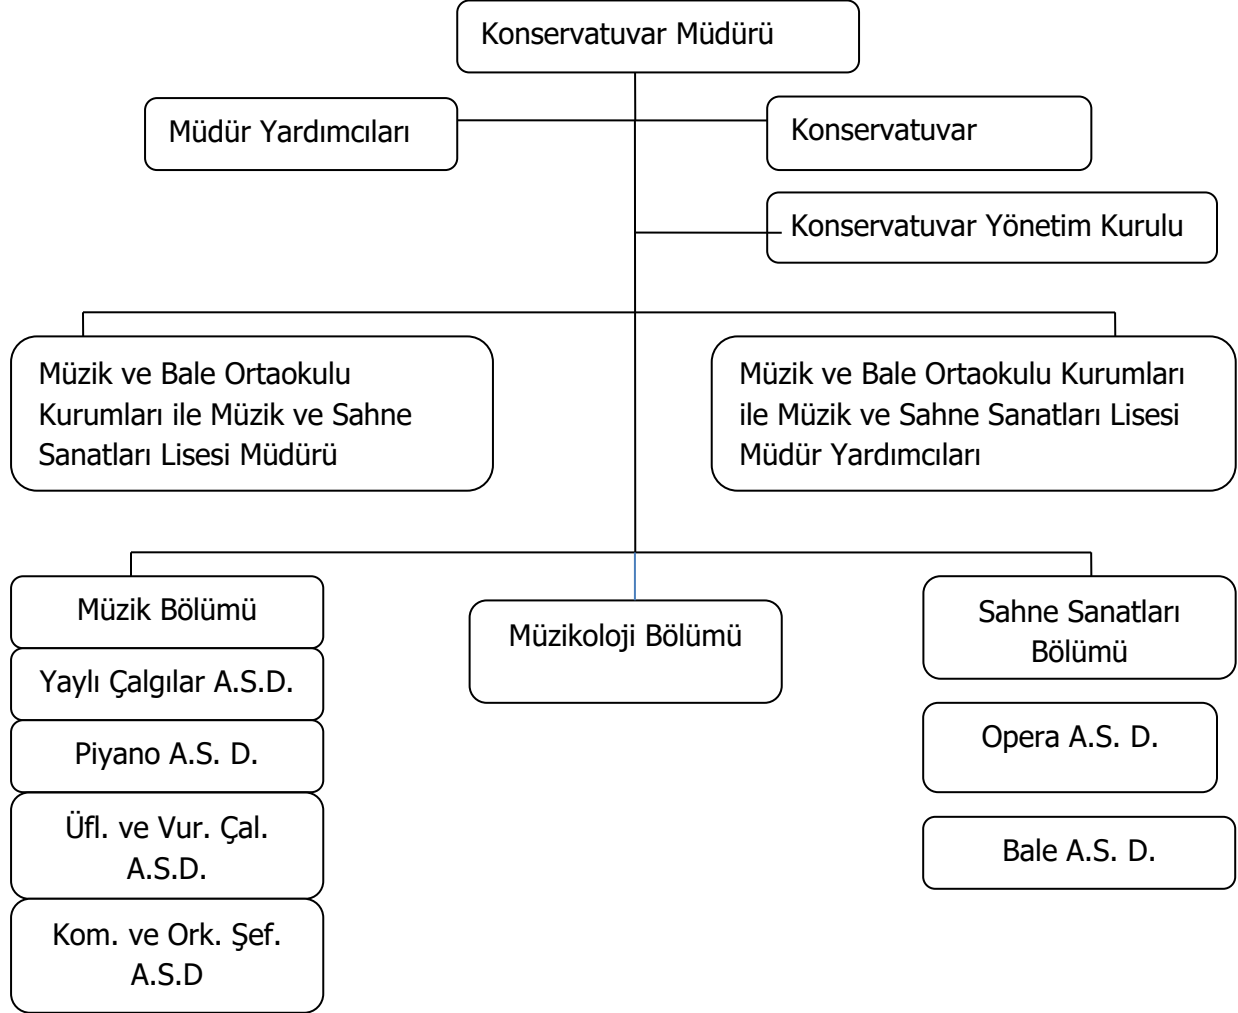 Konservatuvar Müdürü
Müdür Yardımcıları
Konservatuvar
Konservatuvar Yönetim Kurulu
Müzik ve Bale Ortaokulu
Kurumları ile Müzik ve Sahne
Sanatları Lisesi Müdürü
Müzik ve Bale Ortaokulu Kurumları
ile Müzik ve Sahne Sanatları Lisesi
Müdür Yardımcıları
Müzik Bölümü
Yaylı Çalgılar A.S.D.
Piyano A.S. D.
Üfl. ve Vur. Çal.
A.S.D.
Kom. ve Ork. Şef.
A.S.D
Müzikoloji Bölümü
Sahne Sanatları
Bölümü
Opera A.S. D.
Bale A.S. D.